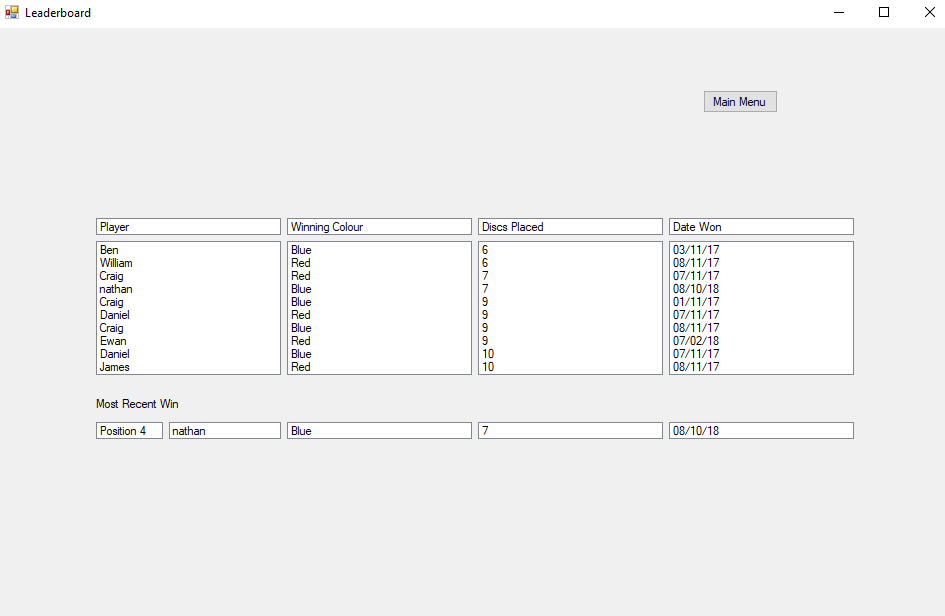 Leaderboard
Main Menu
Player Winning Colour Discs Placed Date Won
Ben Blue 6 03/11/17
William Red 6 08/11/17
Craig Red 7 07/11/17
nathan Blue 7 08/10/18
Craig Blue 9 01/11/17
Daniel Red 9 07/11/17
Craig Blue 9 08/11/17
Ewan Red 9 07/02/18
Daniel Blue 10 07/11/17
James Red 10 08/11/17
Most Recent Win
Position 4 nathan Blue 7 08/10/18